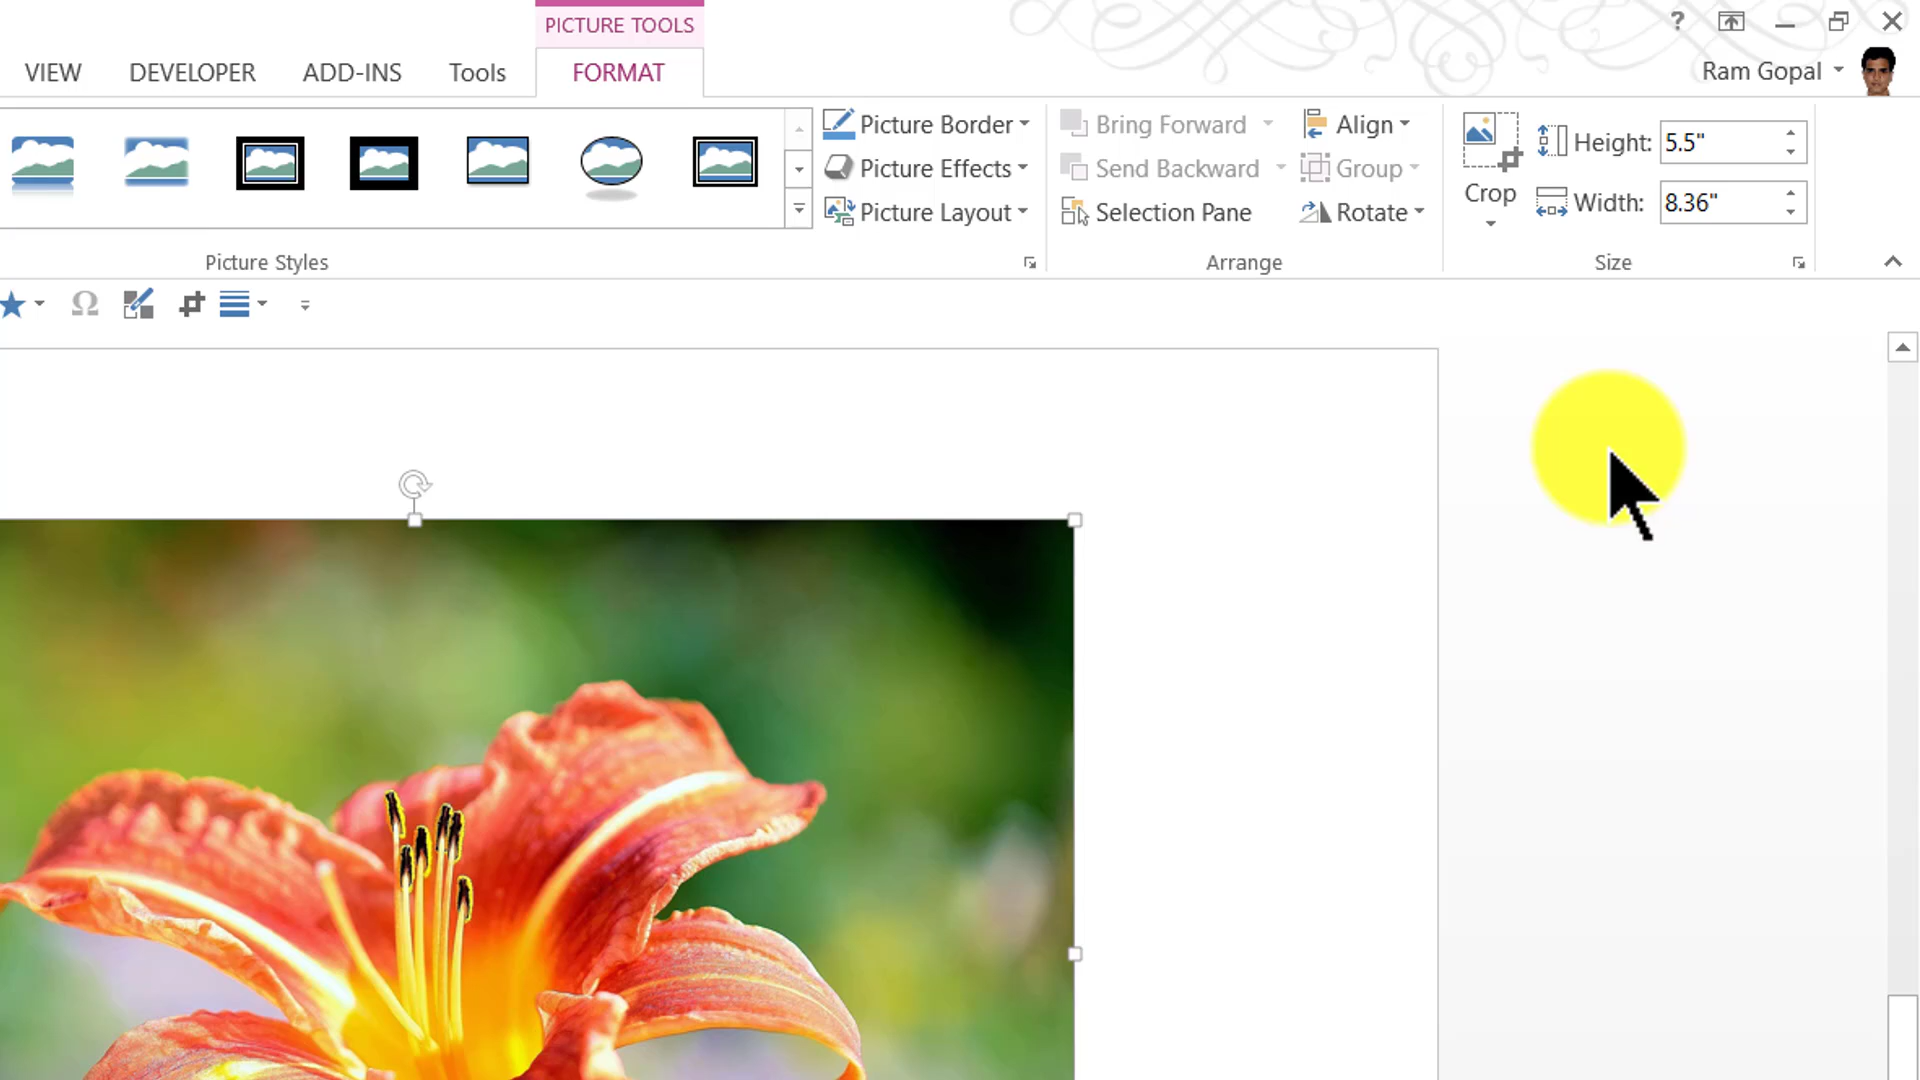 PICTURE TOOLS
?
VIEW DEVELOPER ADD-INS Tools FORMAT Ram Gopal
Picture Border Bring Forward Align Height: 5.5"
Picture Effects Send Backward Group
Crop Width: 8.36"
Picture Layout Selection Pane Rotate
Picture Styles Arrange Size
Ω